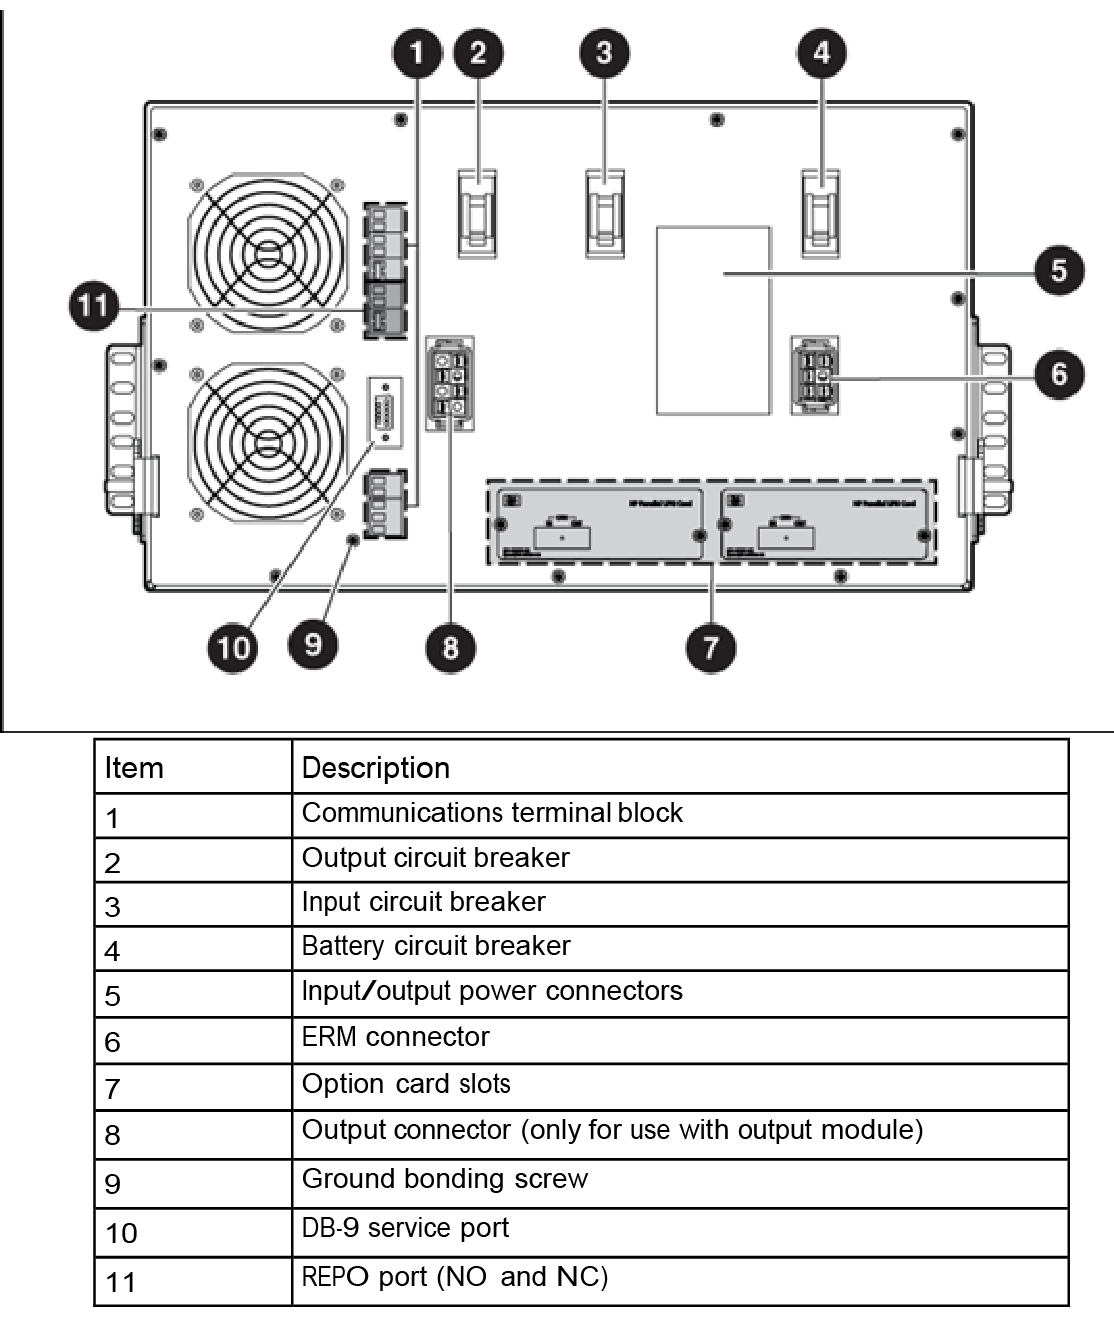 1 2 3 4
5
11
6
10 9 8 7
Item Description
1 Communications terminal block
2 Output circuit breaker
3 Input circuit breaker
4 Battery circuit breaker
5 Input/output power connectors
6 ERM connector
7 Option card slots
8 Output connector (only for use with output module)
9 Ground bonding screw
10 DB-9 service port
11 REPO port (NO and NC)